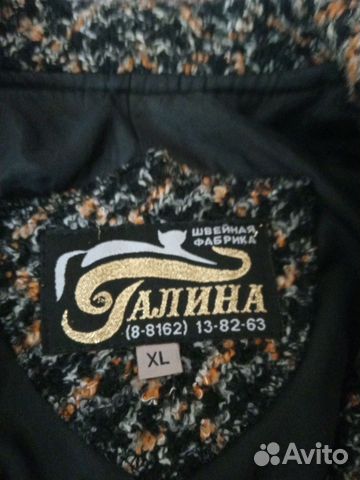 ШВЕЙНАЯ
ФАБРИКА
ГАЛИНА
(8-8162) 13-82-63
XL
Avito